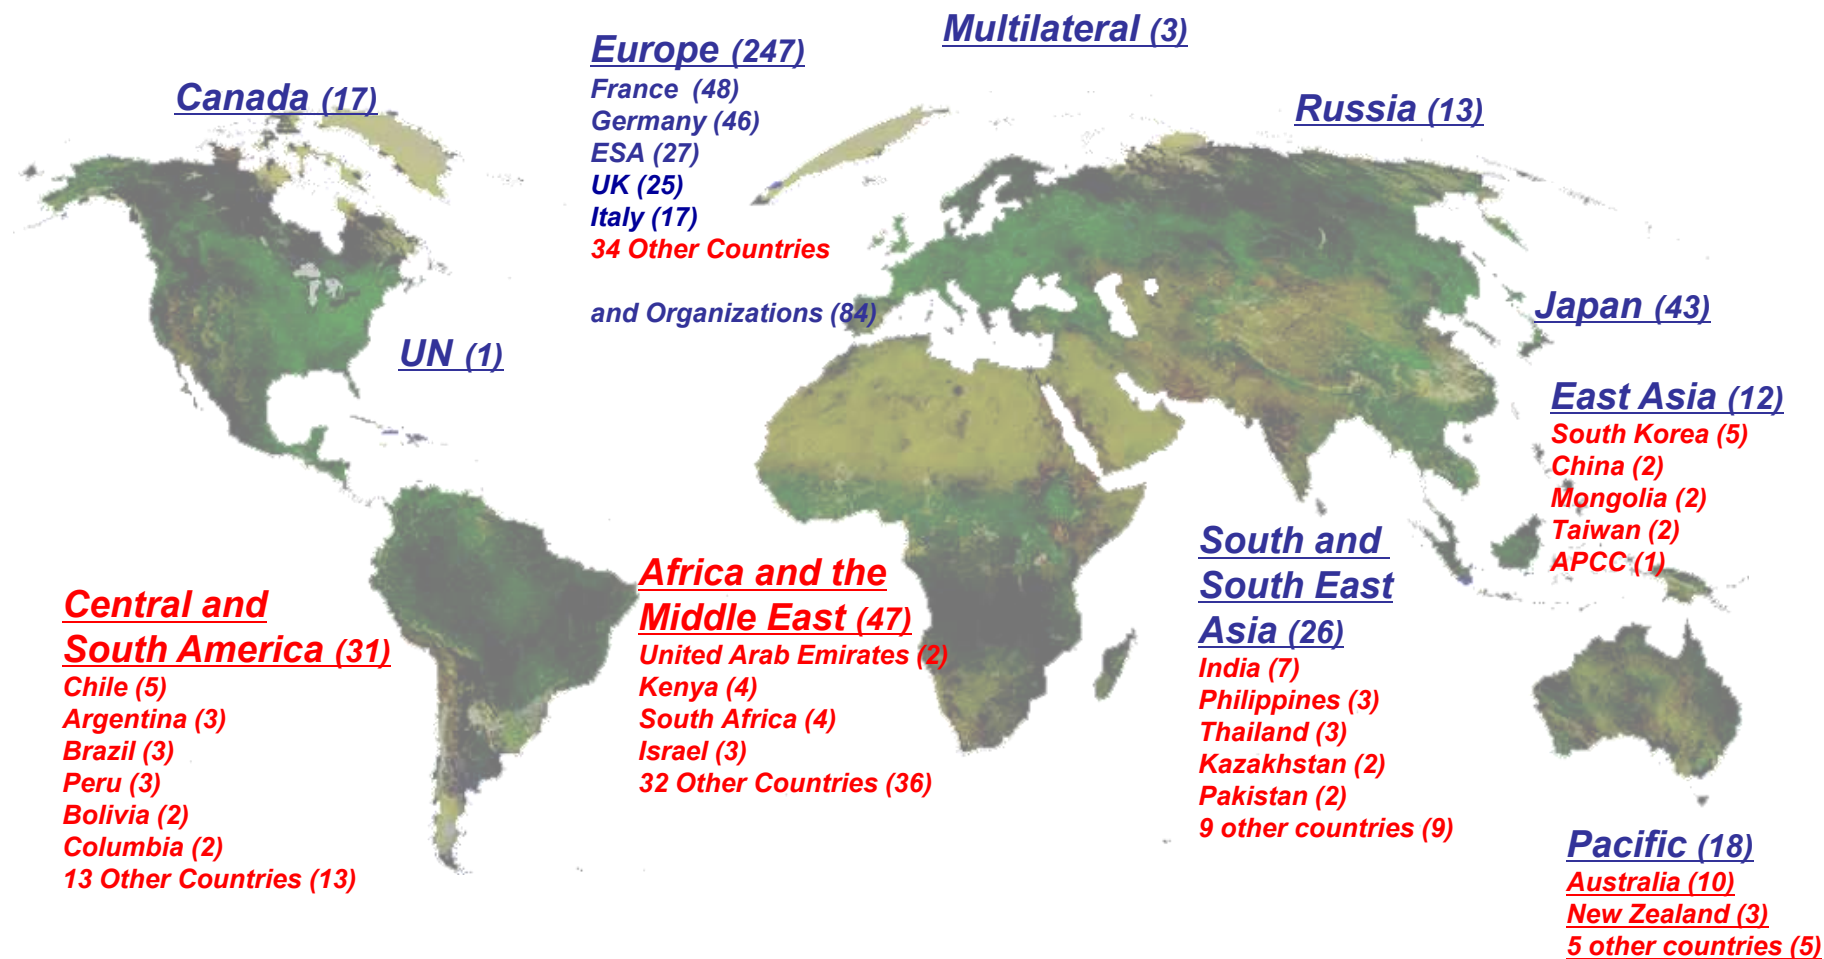 Multilateral (3)
Europe (247)
France (48)
Germany (46)
ESA (27)
UK (25)
Italy (17)
34 Other Countries
and Organizations (84)
Canada (17)
Russia (13)
UN (1)
Japan (43)
East Asia (12)
South Korea (5)
China (2)
Mongolia (2)
Taiwan (2)
APCC (1)
Central and
South America (31)
Chile (5)
Argentina (3)
Brazil (3)
Peru (3)
Bolivia (2)
Columbia (2)
13 Other Countries (13)
Africa and the
Middle East (47)
United Arab Emirates (2)
Kenya (4)
South Africa (4)
Israel (3)
32 Other Countries (36)
South and
South East
Asia (26)
India (7)
Philippines (3)
Thailand (3)
Kazakhstan (2)
Pakistan (2)
9 other countries (9)
Pacific (18)
Australia (10)
New Zealand (3)
5 other countries (5)